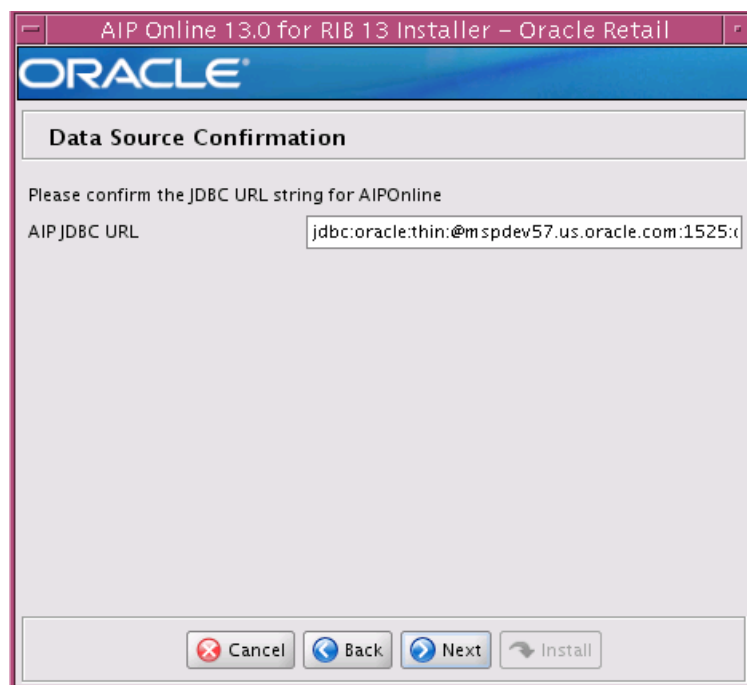 AIP Online 13.0 for RIB 13 Installer – Oracle Retail
ORACLE®
Data Source Confirmation
Please confirm the JDBC URL string for AIPOnline
AIP JDBC URL jdbc:oracle:thin:@mspdev57.us.oracle.com:1525:
Cancel Back Next Install